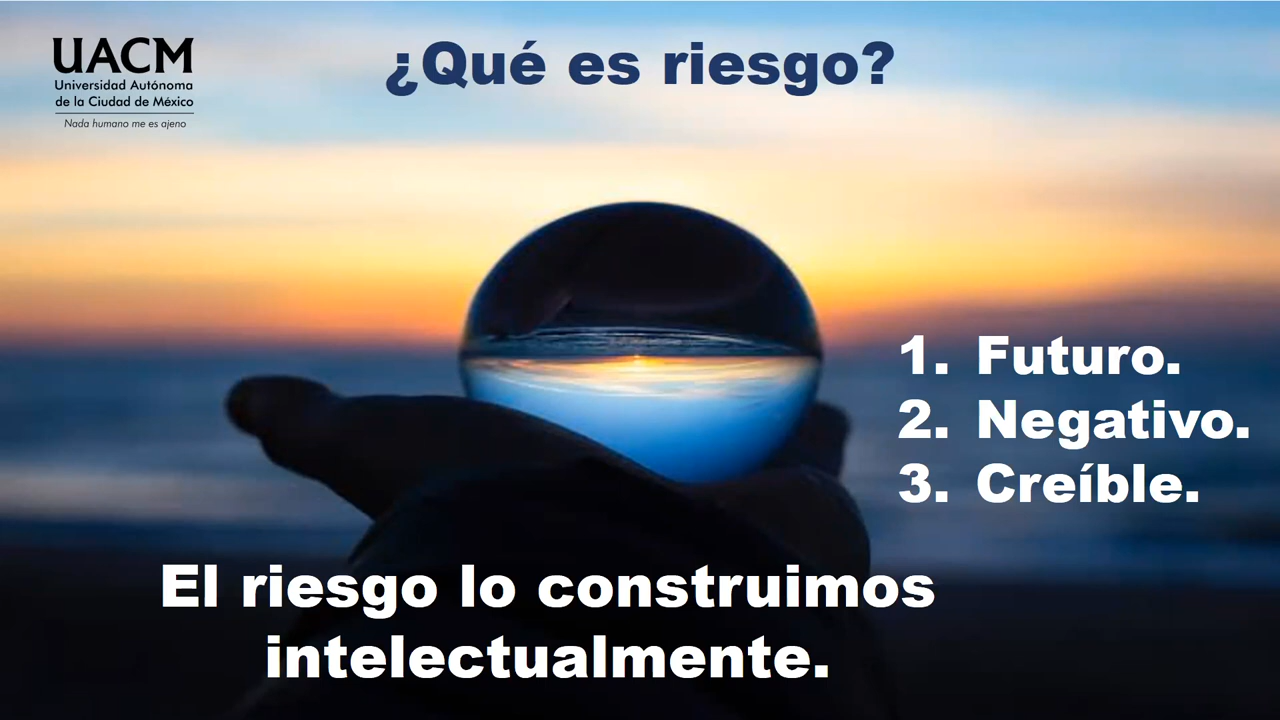 UACM
Universidad Autónoma
de la Ciudad de México
Nada humano me es ajeno
¿Qué es riesgo?
1. Futuro.
2. Negativo.
3. Creíble.
El riesgo lo construimos
intelectualmente.